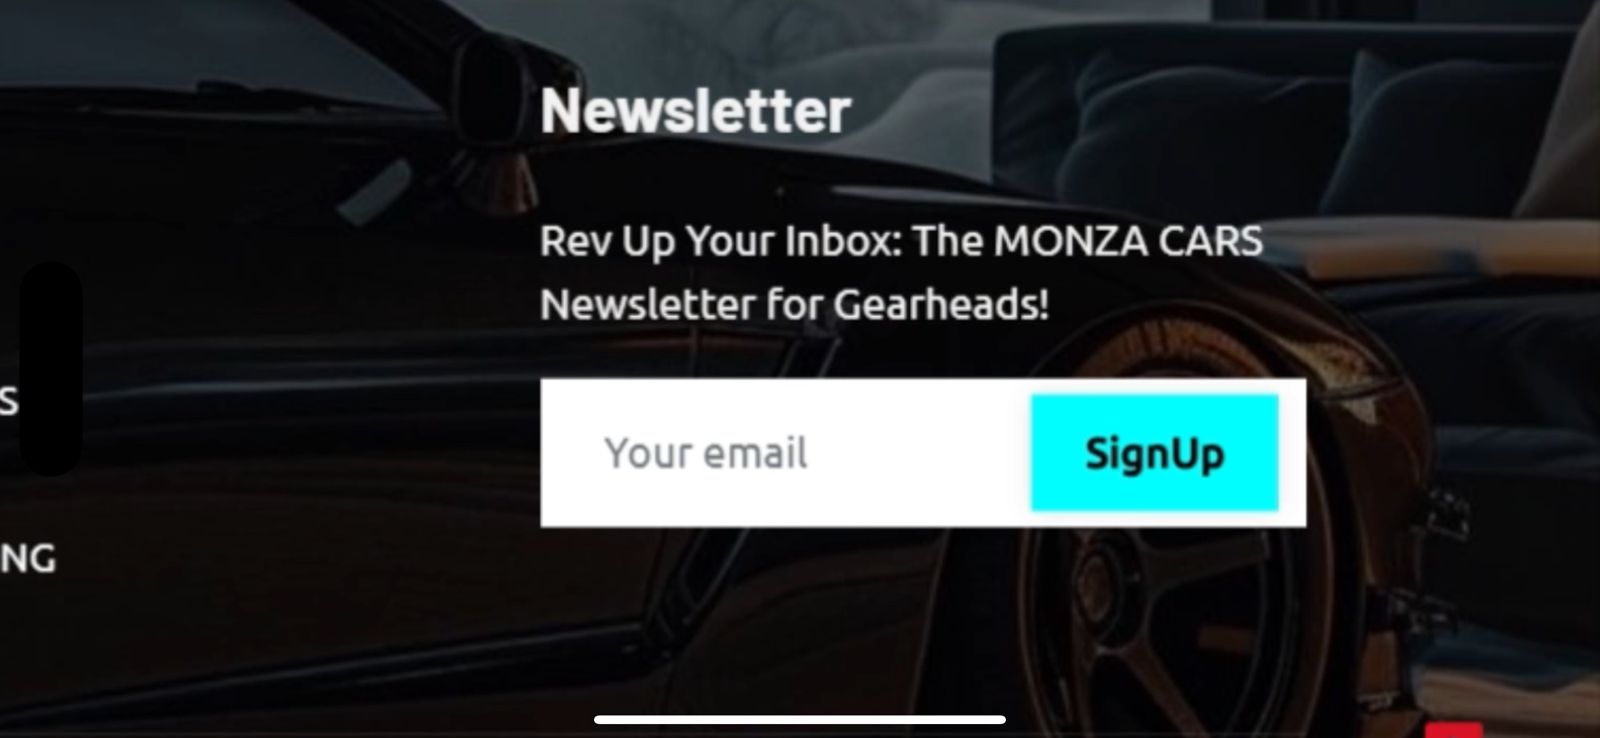 Newsletter
Rev Up Your Inbox: The MONZA CARS
Newsletter for Gearheads!
Your email
SignUp
S
NG